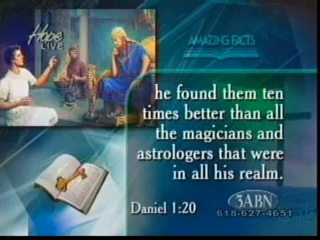 Hope
LIVE
AMAZING FACTS
he found them ten
times better than all
the magicians and
astrologers that were
in all his realm.
Daniel 1:20
3ABN
618-627-4651